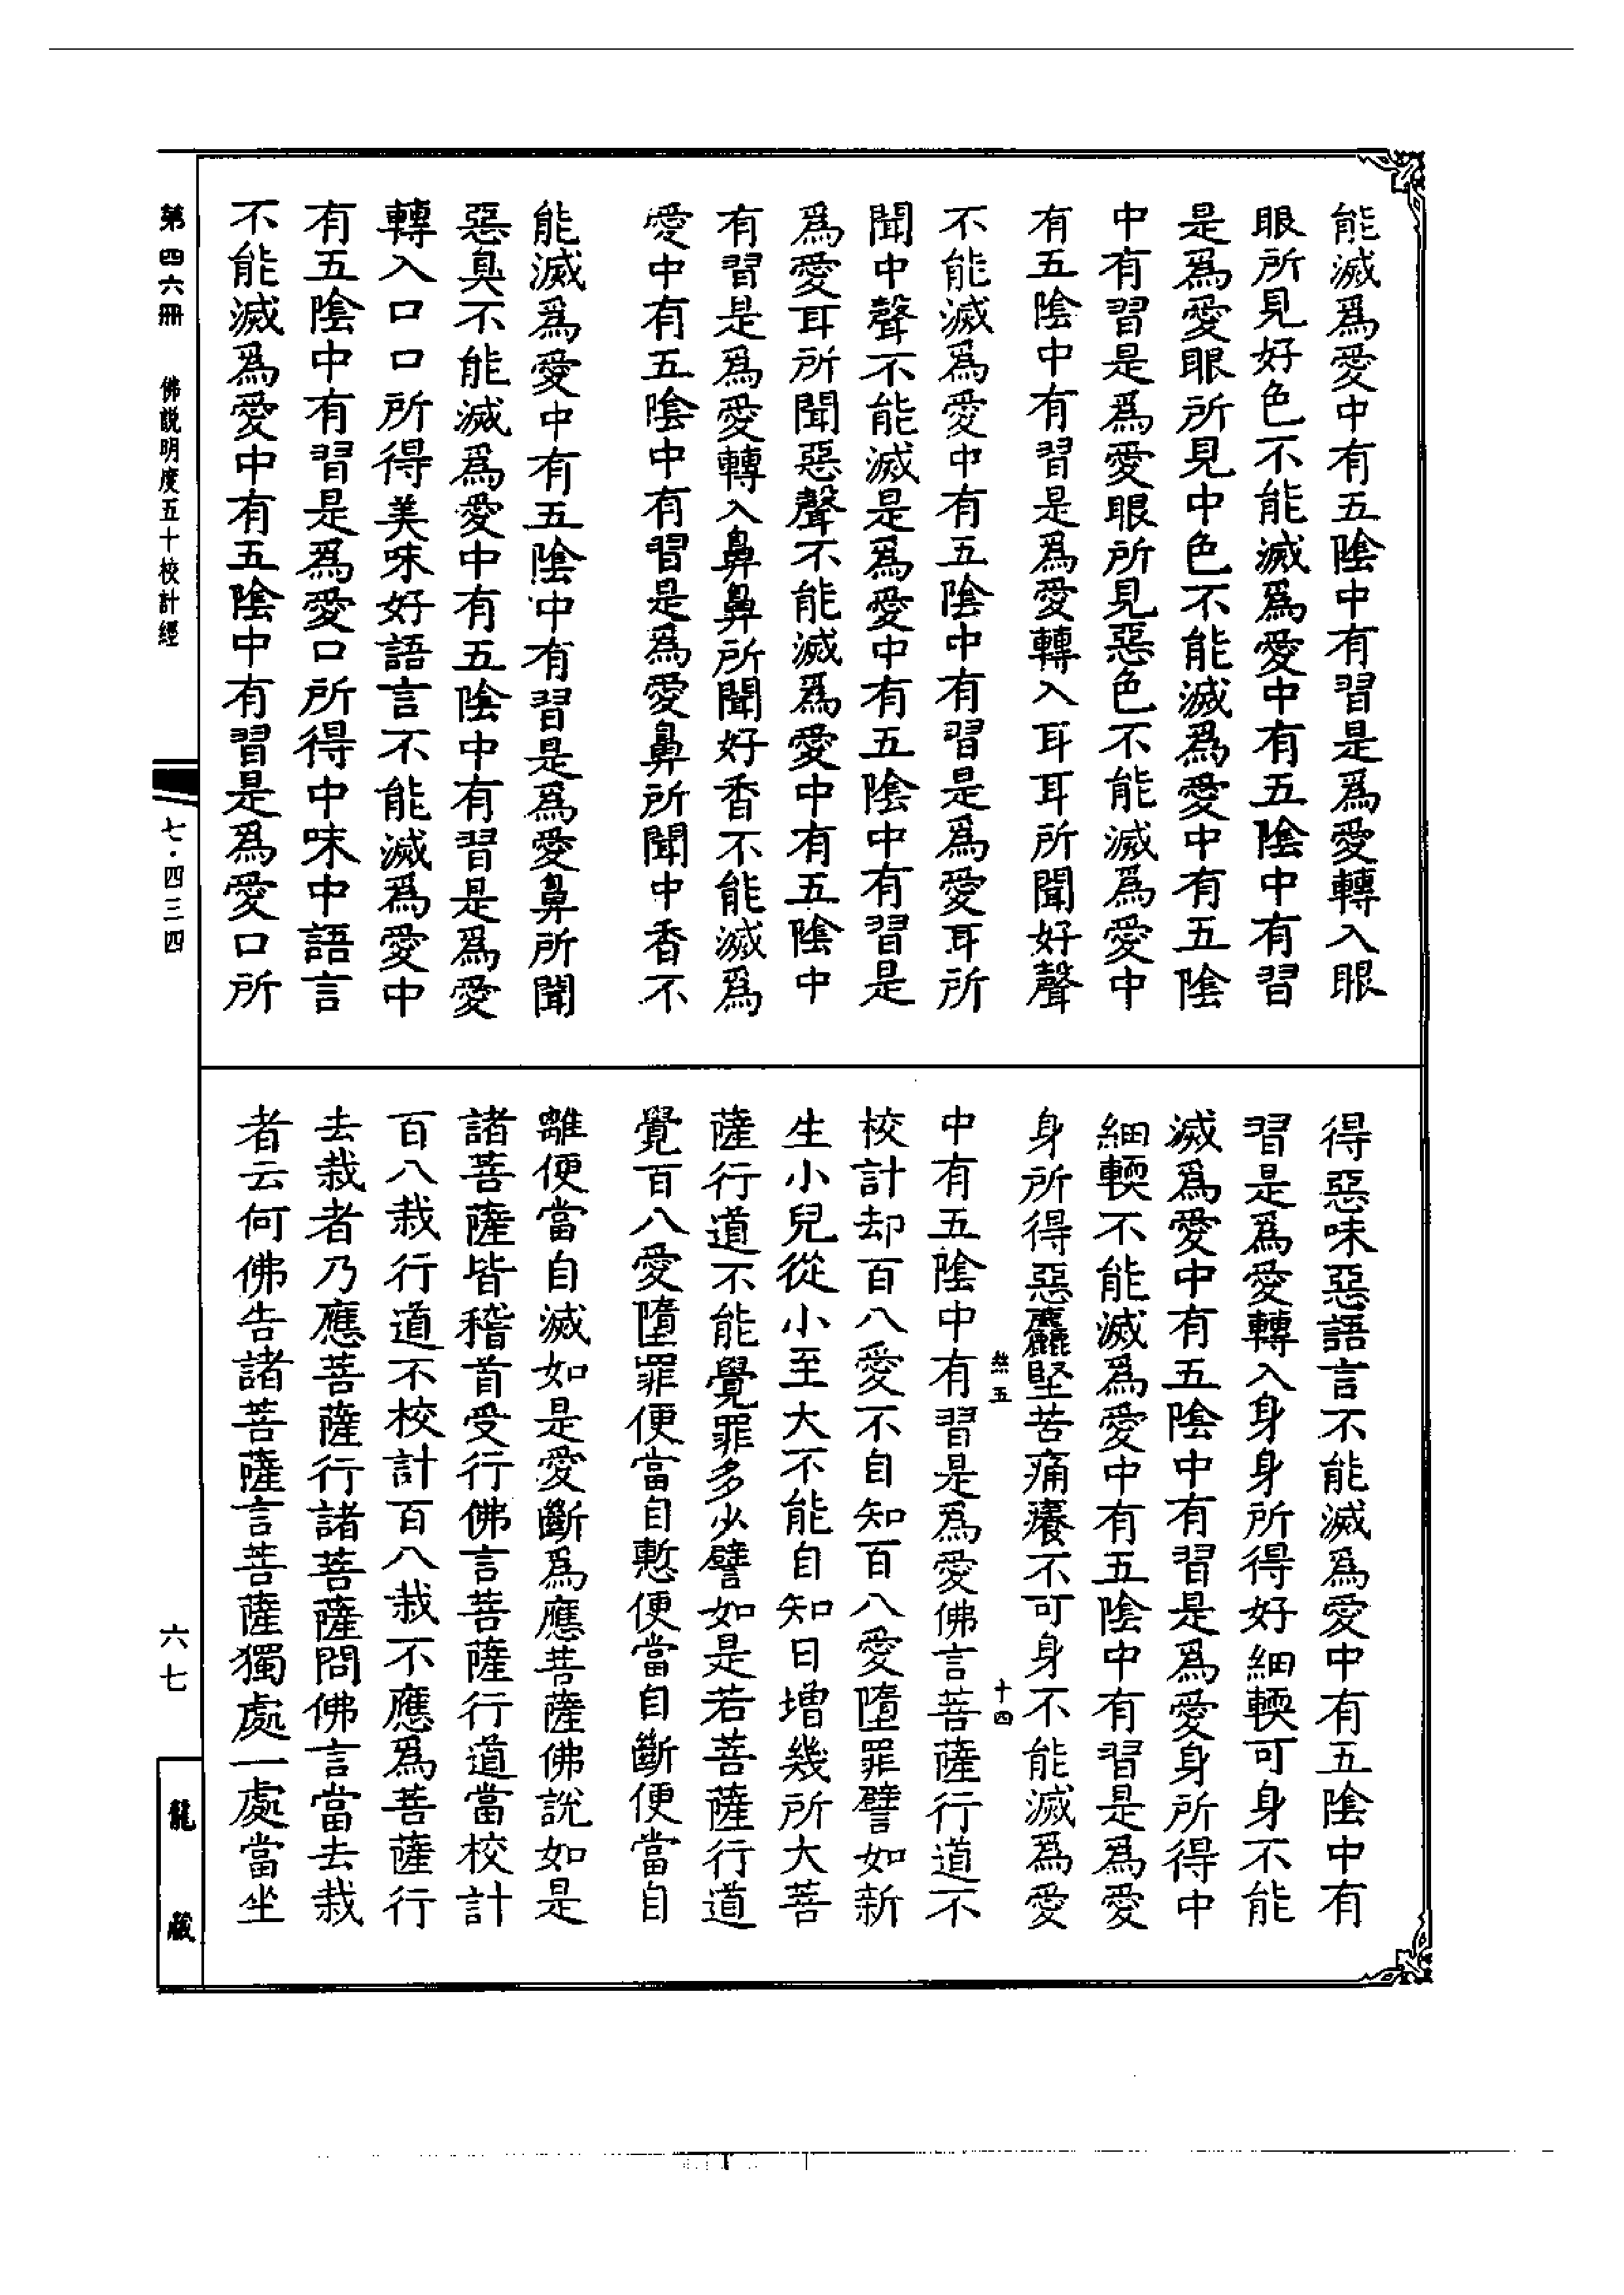 能滅爲愛中有五陰中有習是爲愛轉入眼
眼所見好色不能滅爲愛中有五陰中有習
是爲愛眼所見中色不能滅爲愛中有五陰
中有習是爲愛眼所見惡色不能滅爲愛中
有五陰中有習是爲愛轉入耳耳所聞好聲
不能滅爲愛中有五陰中有習是爲愛耳所
聞中聲不能滅是爲愛中有五陰中有習是
爲愛耳所聞惡聲不能滅爲愛中有五陰中
有習是爲愛轉入鼻鼻所聞好香不能滅爲
愛中有五陰中有習是爲愛鼻所聞中香不
能滅爲愛中有五陰中有習是爲愛鼻所聞
惡臭不能滅爲愛中有五陰中有習是爲愛
轉入口口所得美味好語言不能滅爲愛中
有五陰中有習是爲愛口所得中味中語言
不能滅爲愛中有五陰中有習是爲愛口所
得惡味惡語言不能滅爲愛中有五陰中有
習是爲愛轉入身身所得好細輭可身不能
滅爲愛中有五陰中有習是爲愛身所得中
細輭不能滅爲愛中有五陰中有習是爲愛
身所得惡麤堅苦痛癢不可身不能滅爲愛
絲五 十四
中有五陰中有習是爲愛佛言菩薩行道不
校計却百八愛不自知百八愛墮罪譬如新
生小兒從小至大不能自知日增幾所大菩
薩行道不能覺罪多少譬如是若菩薩行道
覺百八愛墮罪便當自慙便當自斷便當自
離便當自滅如是愛斷爲應菩薩佛說如是
諸菩薩皆稽首受行佛言菩薩行道當校計
百八栽行道不校計百八栽不應爲菩薩行
去栽者乃應菩薩行諸菩薩問佛言當去栽
者云何佛告諸菩薩言菩薩獨處一處當坐
第四六冊 佛說明度五十校計經
七·四三四
六七
龍藏